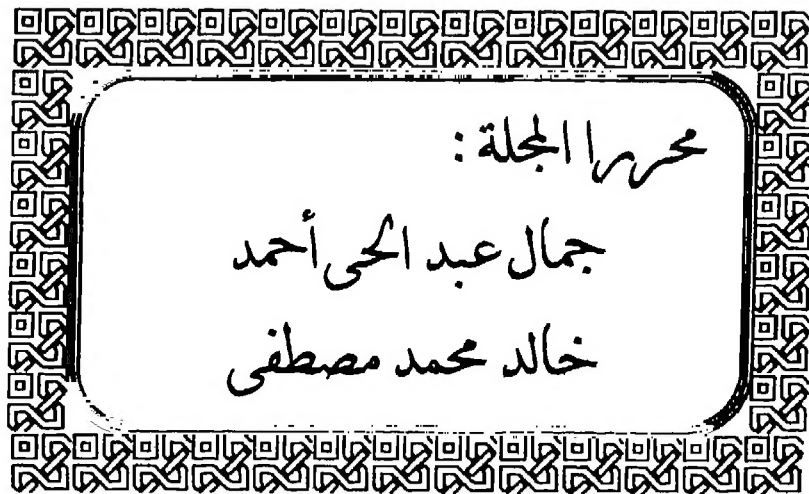 محررا المجلة :
جمال عبد الحى أحمد
خالد محمد مصطفى